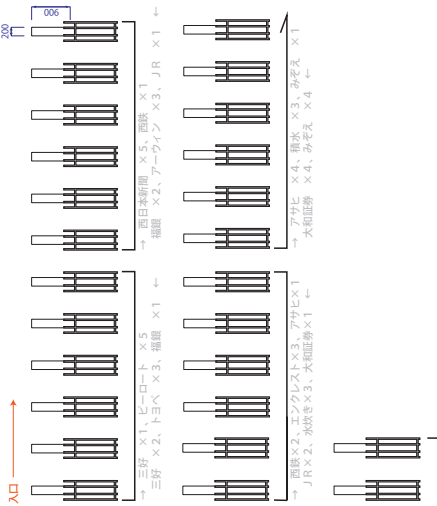 900
200
→　西日本新聞　×５、西鉄　×１
福銀　×２、アーウィン　×３、ＪＲ　×１　←
→　アサヒ　×４、積水　×３、みぞえ　×１
大和証券　×４、みぞえ　×４　←
→　三好　×１、ピーロート　×５
三好　×２、トヨペ　×３、福銀　×１　←
→　西鉄×２、エンクレスト×３、アサヒ×１
ＪＲ×２、水炊き×３、大和証券×１　←
入口